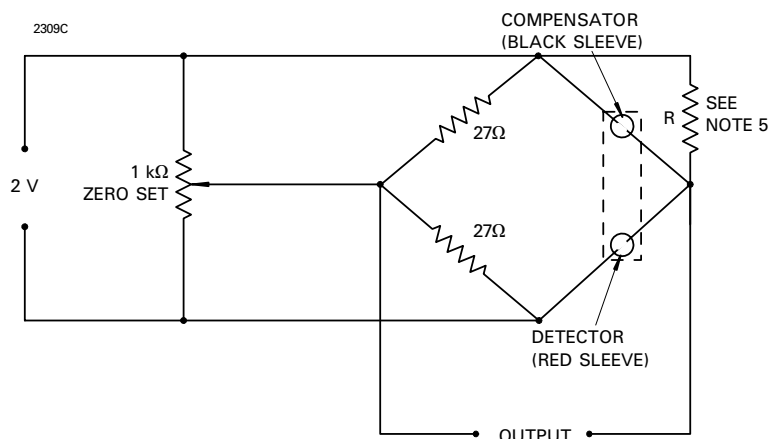 2309C
COMPENSATOR
(BLACK SLEEVE)
R
SEE
NOTE 5
27Ω
1 kΩ
ZERO SET
2 V
27Ω
DETECTOR
(RED SLEEVE)
OUTPUT